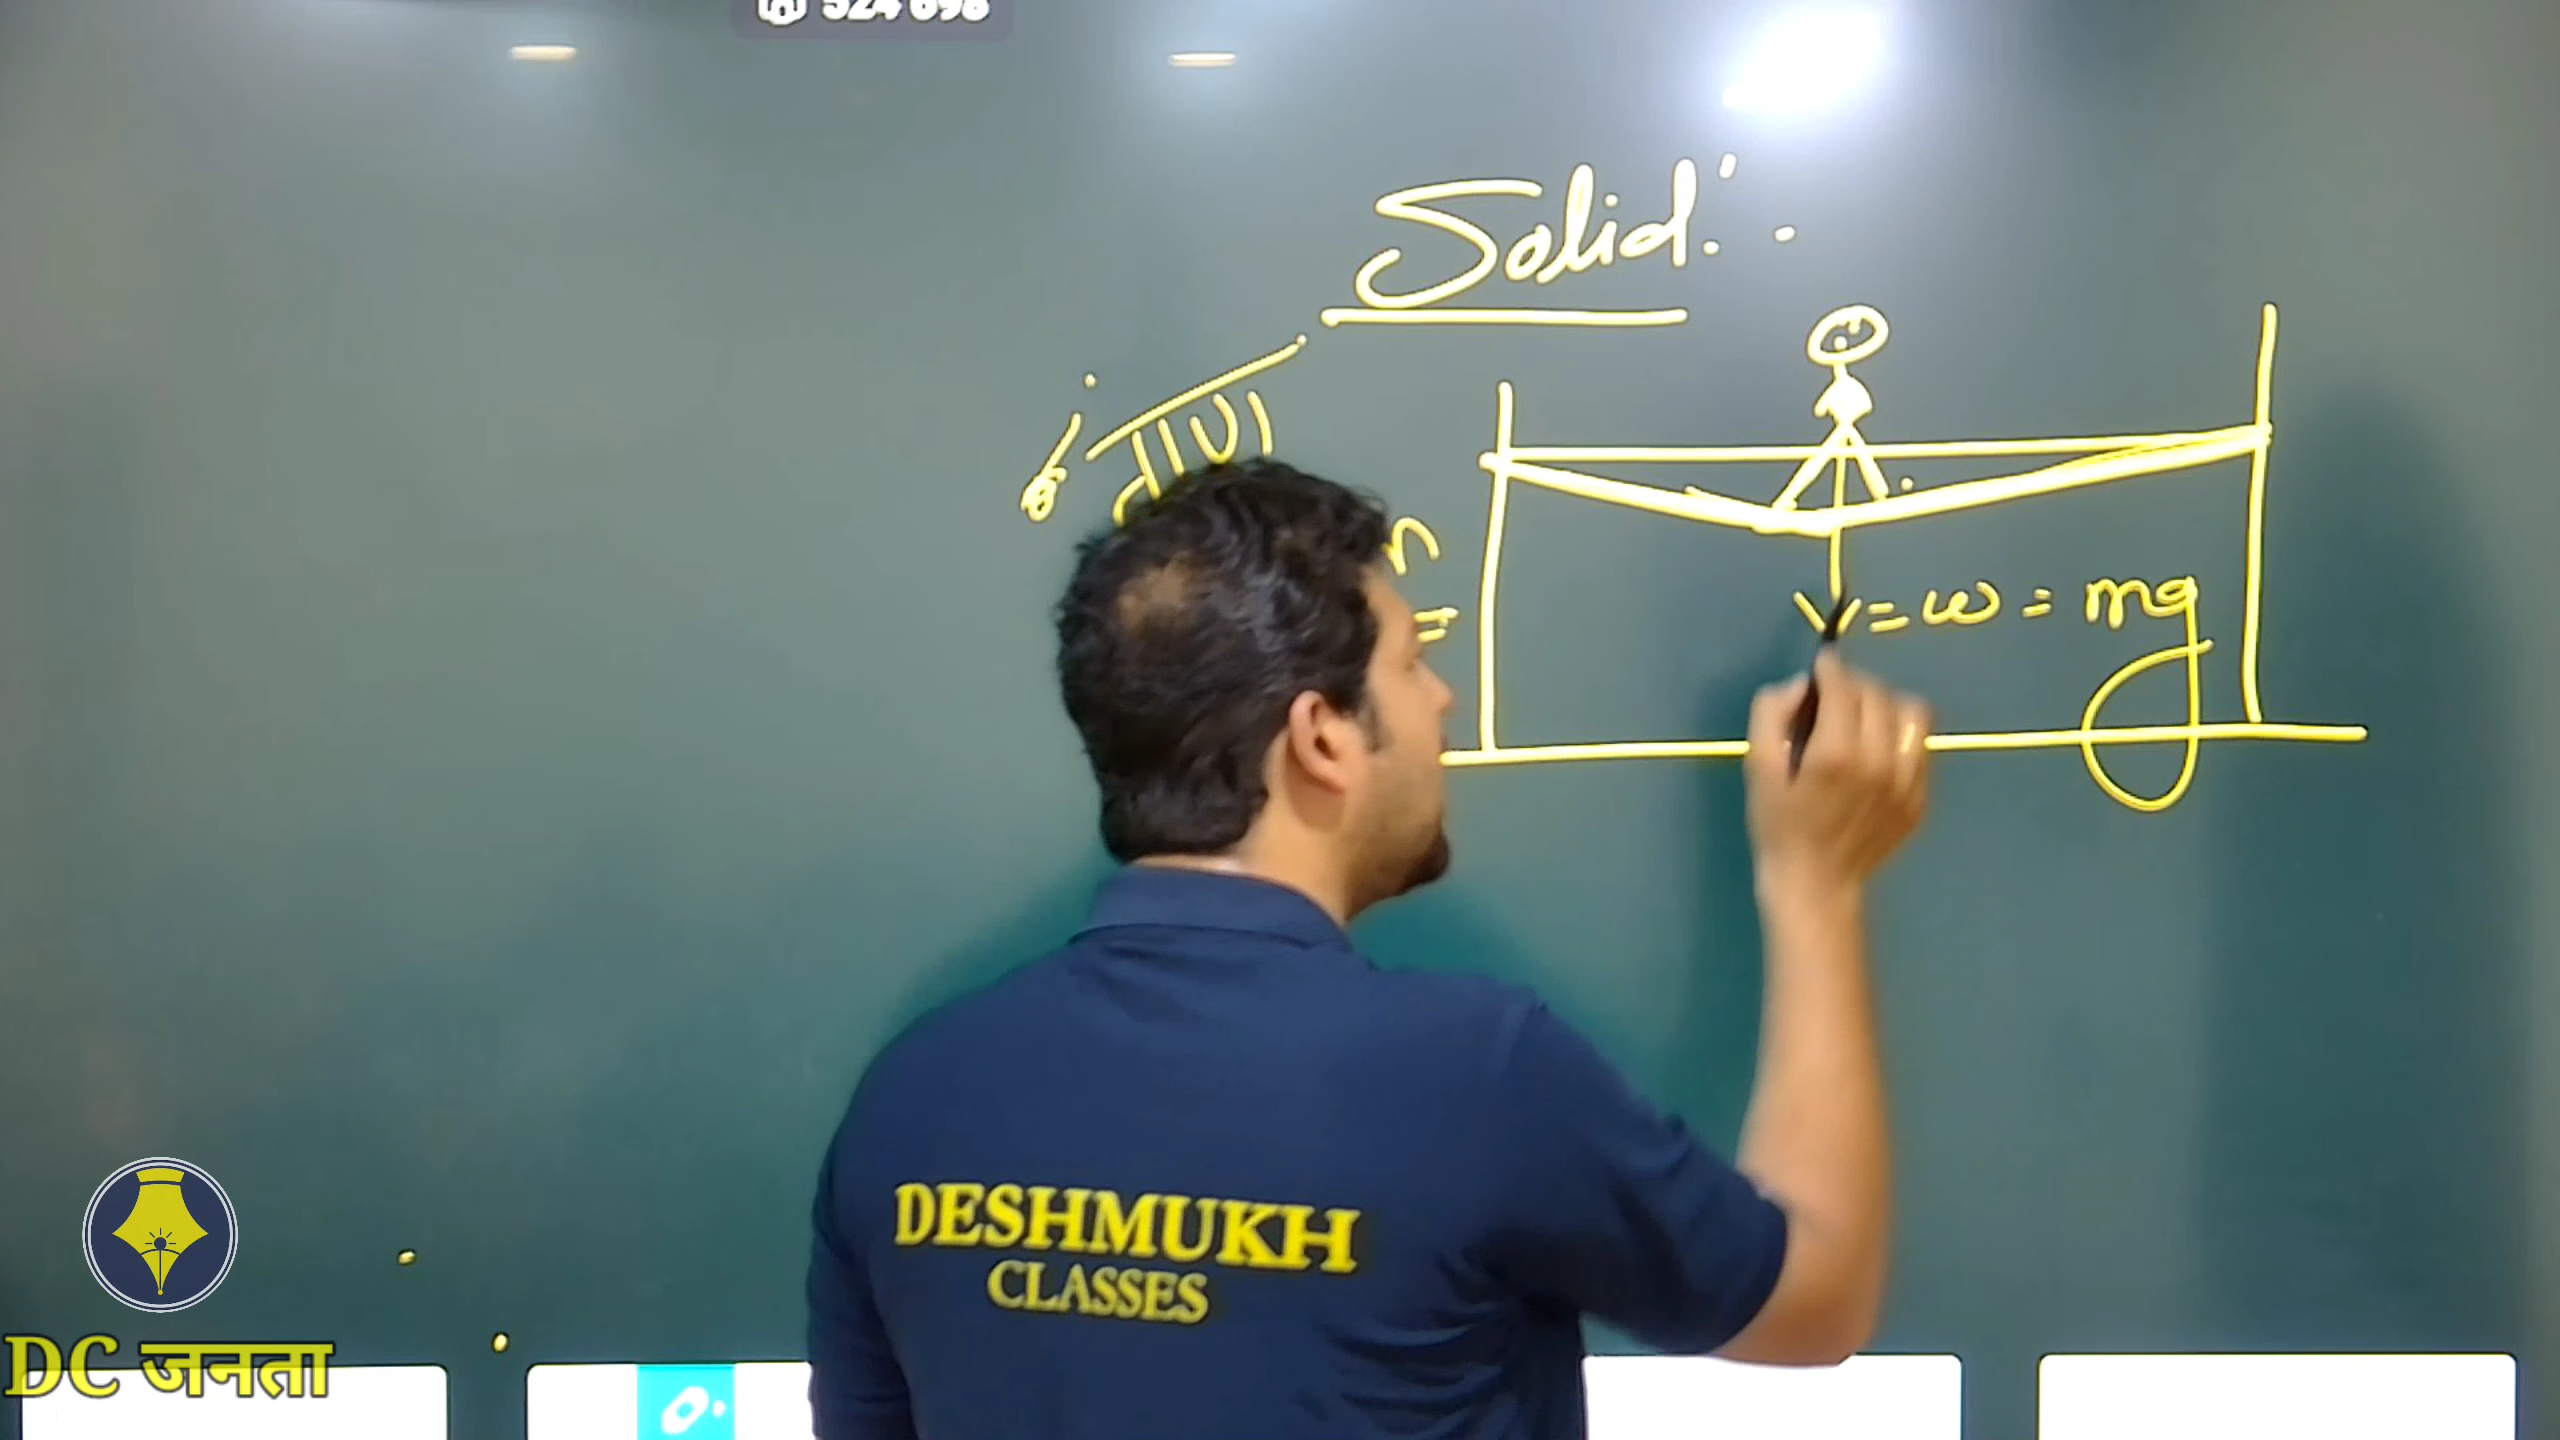 Solid :-
ताण
= w = mg
DESHMUKH
CLASSES
DC जनता